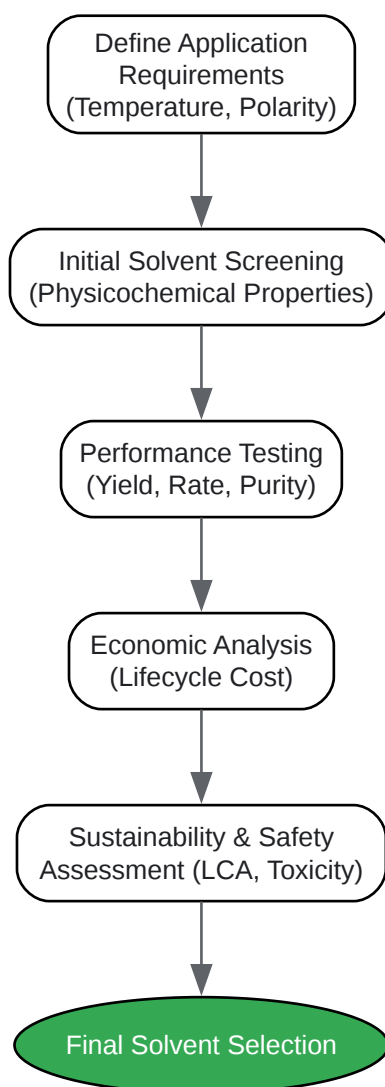 Define Application
Requirements
(Temperature, Polarity)
Initial Solvent Screening
(Physicochemical Properties)
Performance Testing
(Yield, Rate, Purity)
Economic Analysis
(Lifecycle Cost)
Sustainability & Safety
Assessment (LCA, Toxicity)
Final Solvent Selection